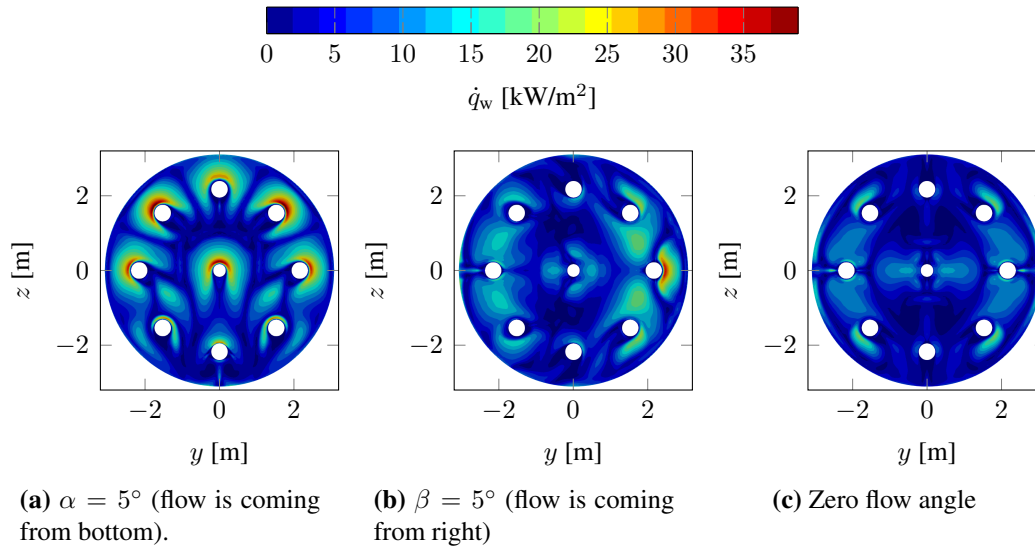 0 5 10 15 20 25 30 35
q̇w [kW/m²]
2
0
−2
z [m]
−2 0 2
y [m]
2
0
−2
z [m]
−2 0 2
y [m]
2
0
−2
z [m]
−2 0 2
y [m]
(a) α = 5° (flow is coming
from bottom).
(b) β = 5° (flow is coming
from right)
(c) Zero flow angle